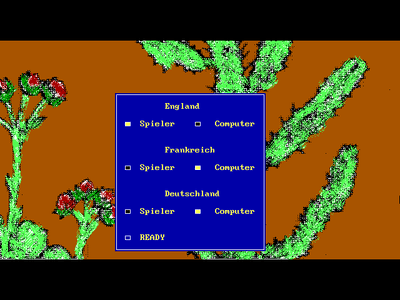 England
Spieler Computer
Frankreich
Spieler Computer
Deutschland
Spieler Computer
READY